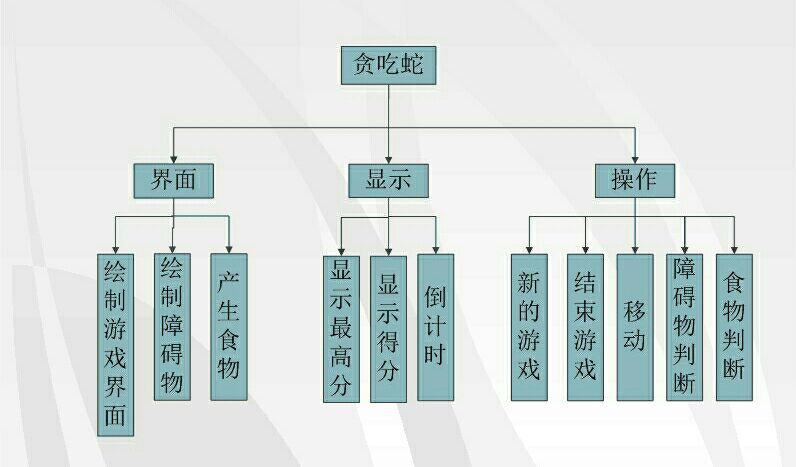 贪吃蛇
界面
显示
操作
绘制游戏界面
绘制障碍物
产生食物
显示最高分
显示得分
倒计时
新的游戏
结束游戏
移动
障碍物判断
食物判断